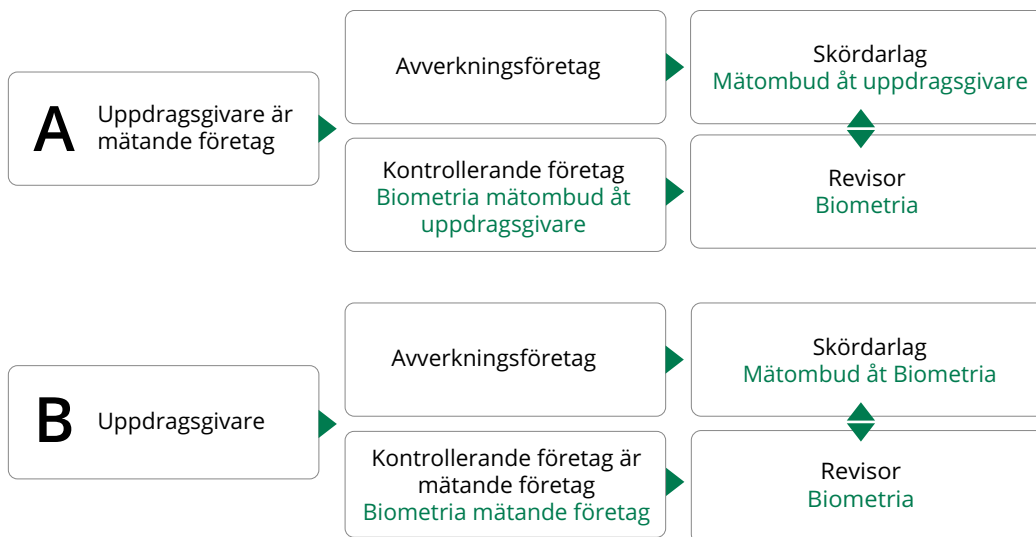 A
Uppdragsgivare är
mätande företag
Avverkningsföretag
Skördarlag
Mätombud åt uppdragsgivare
Kontrollerande företag
Biometria mätombud åt
uppdragsgivare
Revisor
Biometria
B
Uppdragsgivare
Avverkningsföretag
Skördarlag
Mätombud åt Biometria
Kontrollerande företag är
mätande företag
Biometria mätande företag
Revisor
Biometria